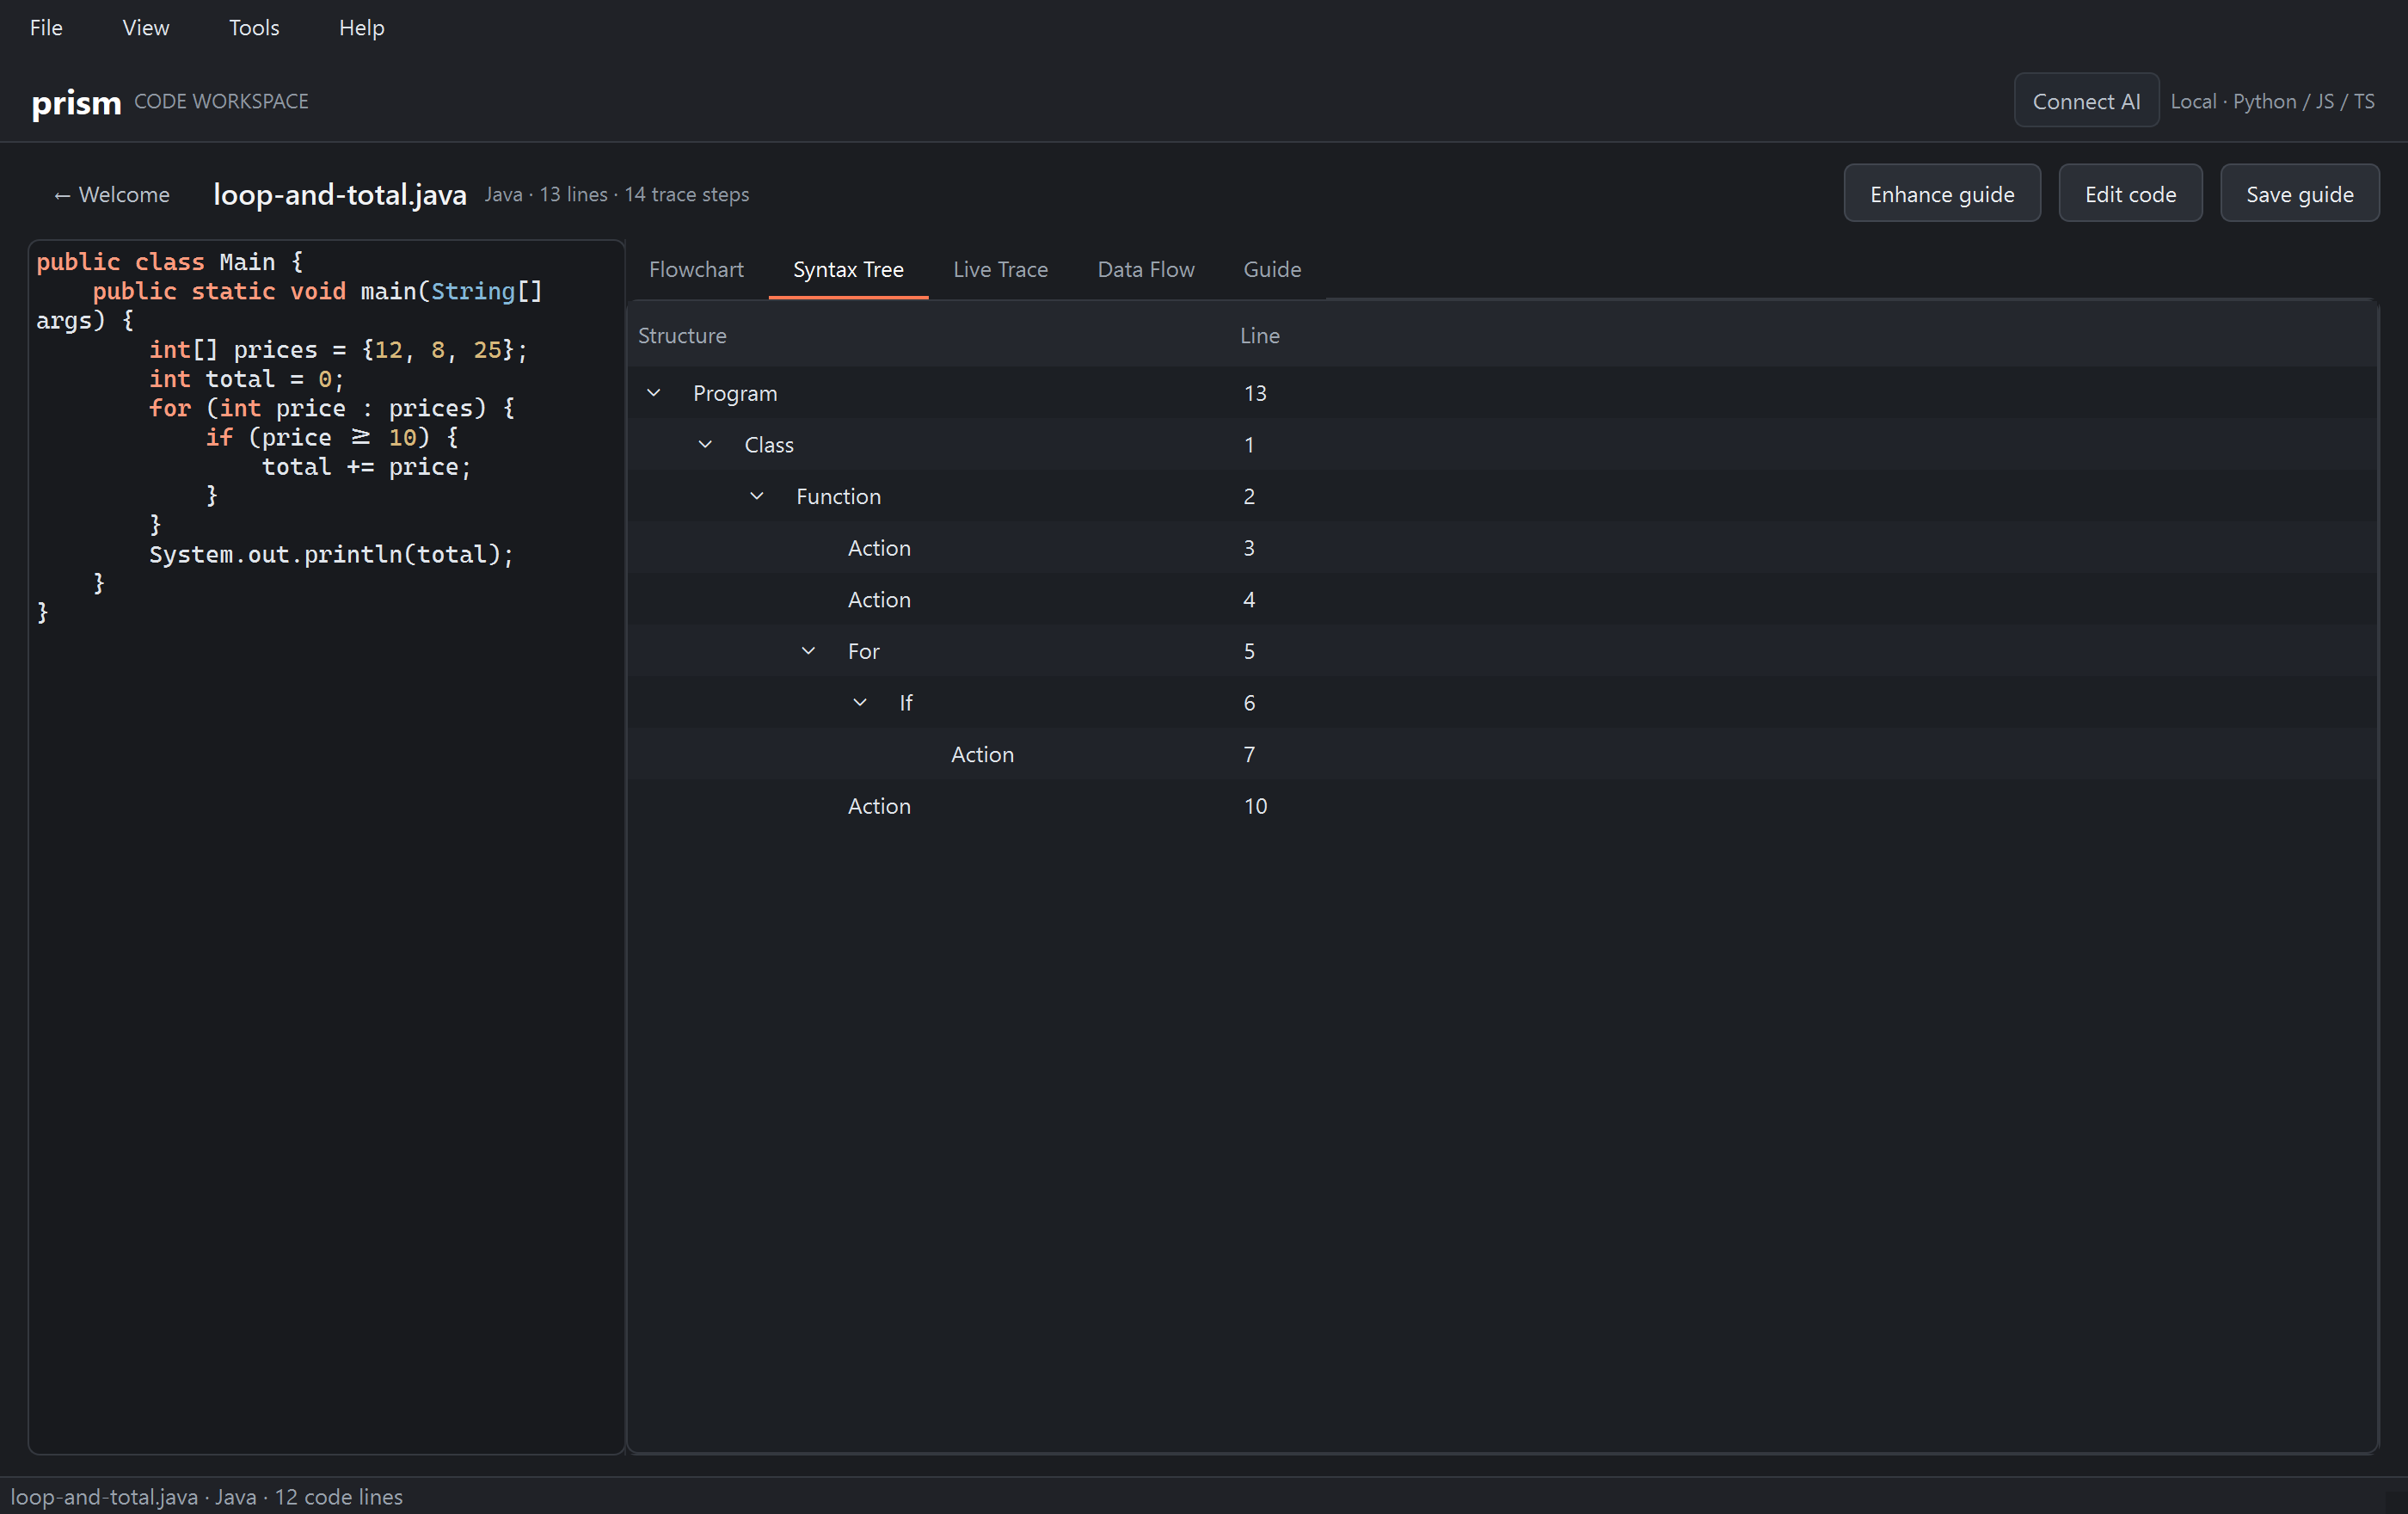 File View Tools Help
prism CODE WORKSPACE
Connect AI Local · Python / JS / TS
← Welcome loop-and-total.java Java · 13 lines · 14 trace steps
Enhance guide Edit code Save guide
public class Main {
    public static void main(String[]
args) {
        int[] prices = {12, 8, 25};
        int total = 0;
        for (int price : prices) {
            if (price ≥ 10) {
                total += price;
            }
        }
        System.out.println(total);
    }
}
Flowchart Syntax Tree Live Trace Data Flow Guide
Structure Line
Program 13
Class 1
Function 2
Action 3
Action 4
For 5
If 6
Action 7
Action 10
loop-and-total.java · Java · 12 code lines